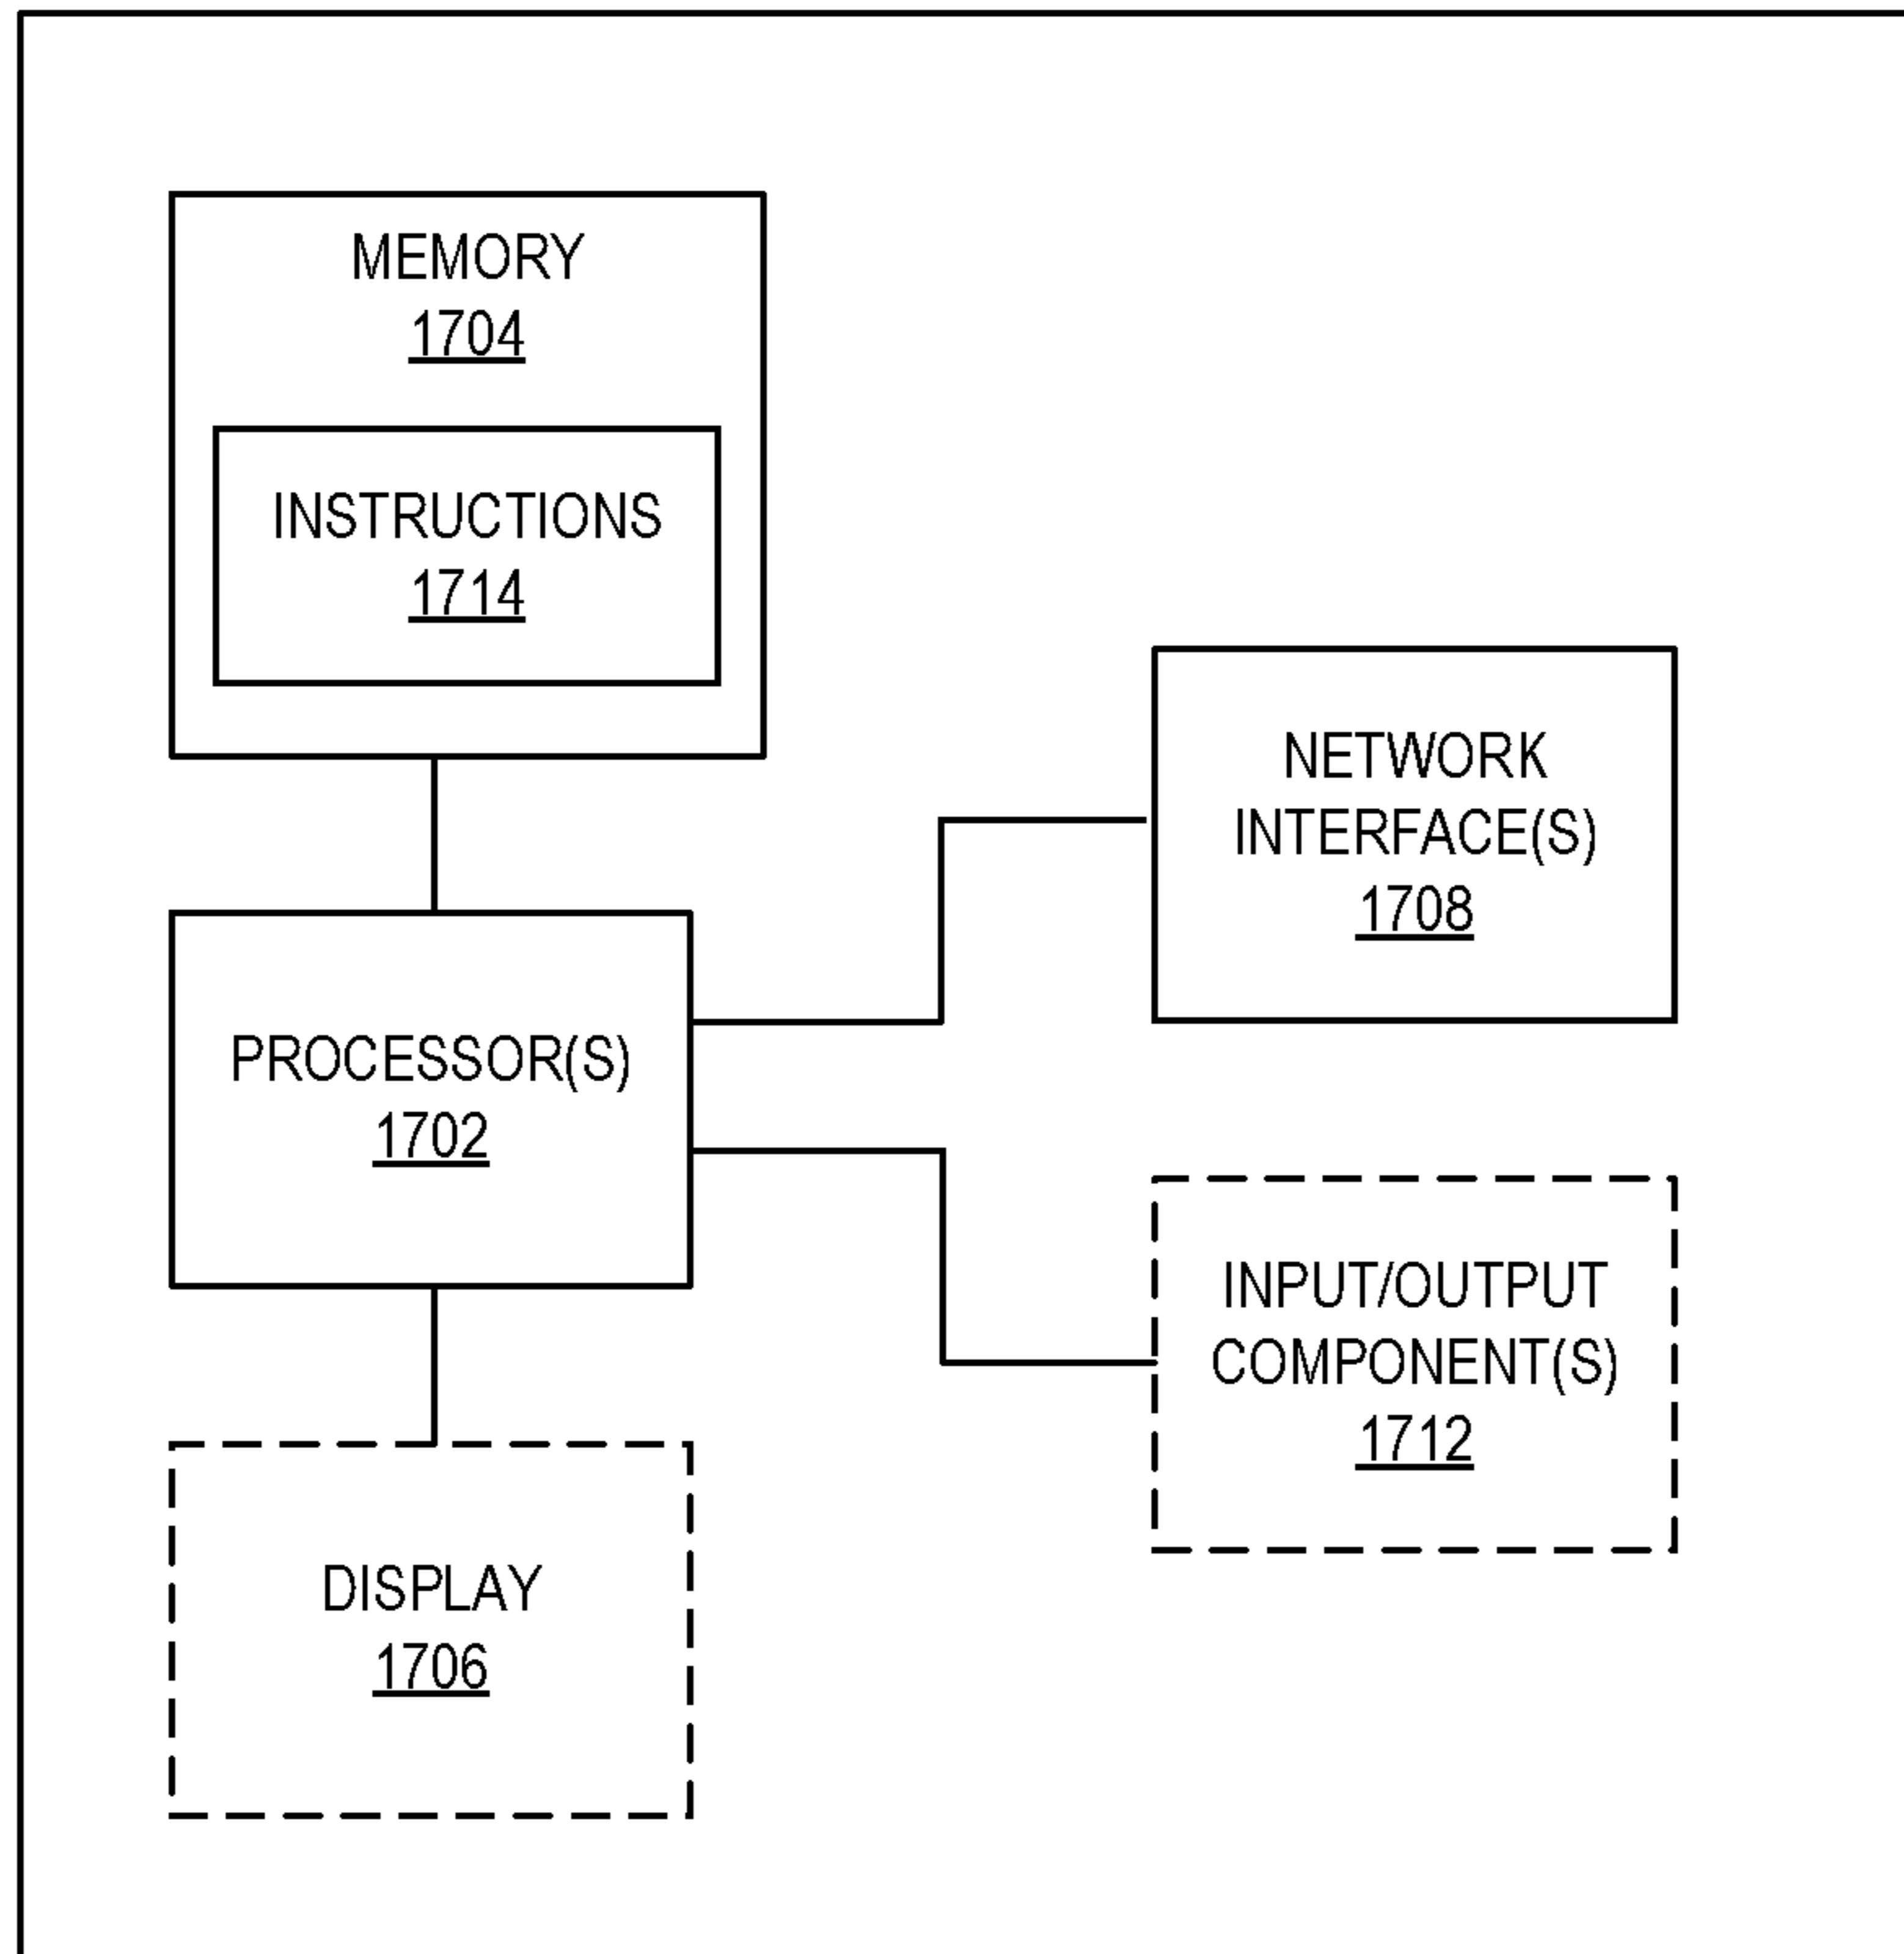 MEMORY
1704
INSTRUCTIONS
1714
NETWORK
INTERFACE(S)
1708
PROCESSOR(S)
1702
INPUT/OUTPUT
COMPONENT(S)
1712
DISPLAY
1706